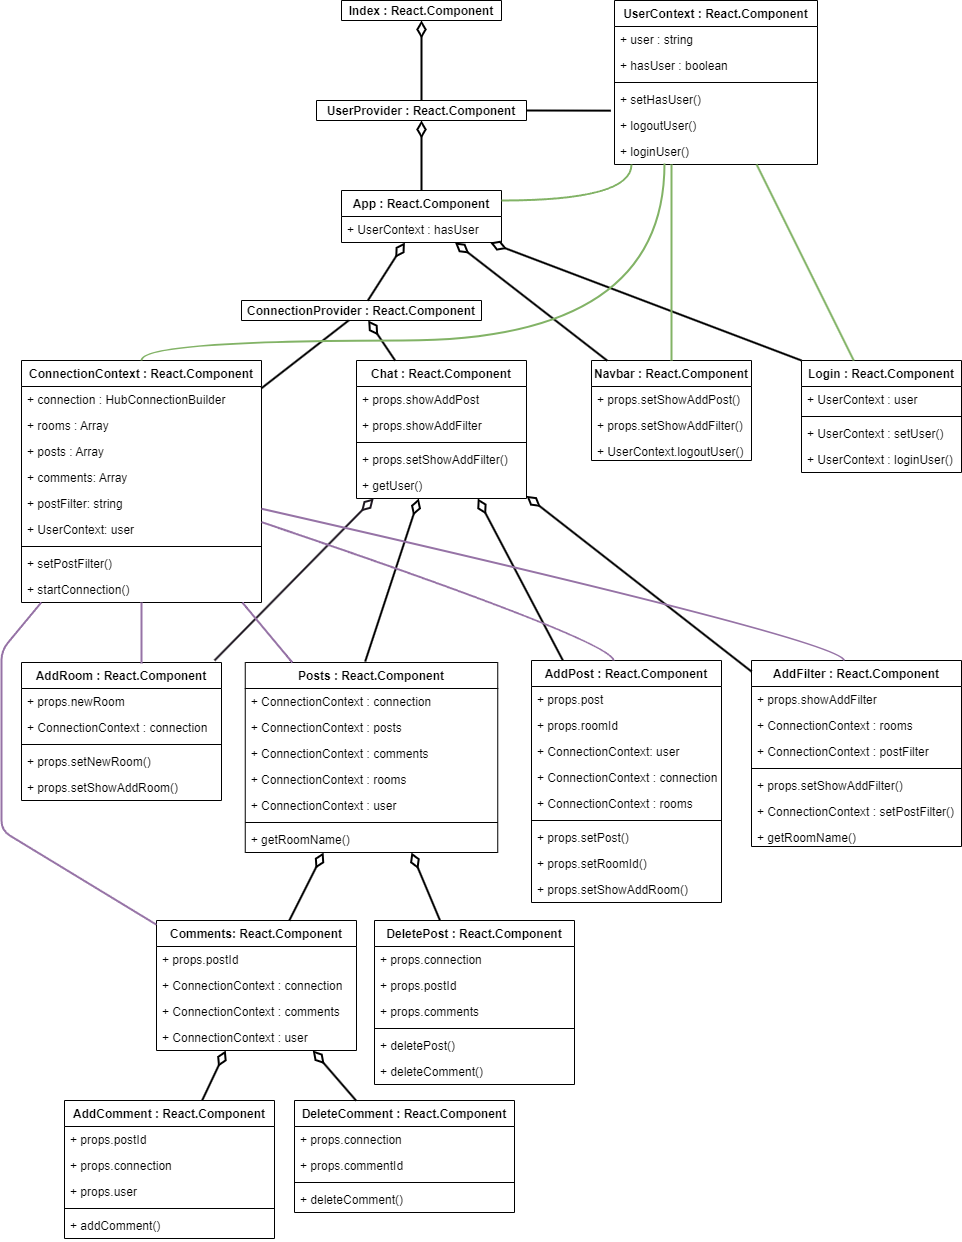 Index : React.Component
UserContext : React.Component
+ user : string
+ hasUser : boolean
+ setHasUser()
+ logoutUser()
+ loginUser()
UserProvider : React.Component
App : React.Component
+ UserContext : hasUser
ConnectionProvider : React.Component
ConnectionContext : React.Component
+ connection : HubConnectionBuilder
+ rooms : Array
+ posts : Array
+ comments: Array
+ postFilter: string
+ UserContext: user
+ setPostFilter()
+ startConnection()
Chat : React.Component
+ props.showAddPost
+ props.showAddFilter
+ props.setShowAddFilter()
+ getUser()
Navbar : React.Component
+ props.setShowAddPost()
+ props.setShowAddFilter()
+ UserContext.logoutUser()
Login : React.Component
+ UserContext : user
+ UserContext : setUser()
+ UserContext : loginUser()
AddRoom : React.Component
+ props.newRoom
+ ConnectionContext : connection
+ props.setNewRoom()
+ props.setShowAddRoom()
Posts : React.Component
+ ConnectionContext : connection
+ ConnectionContext : posts
+ ConnectionContext : comments
+ ConnectionContext : rooms
+ ConnectionContext : user
+ getRoomName()
AddPost : React.Component
+ props.post
+ props.roomId
+ ConnectionContext: user
+ ConnectionContext : connection
+ ConnectionContext : rooms
+ props.setPost()
+ props.setRoomId()
+ props.setShowAddRoom()
AddFilter : React.Component
+ props.showAddFilter
+ ConnectionContext : rooms
+ ConnectionContext : postFilter
+ props.setShowAddFilter()
+ ConnectionContext : setPostFilter()
+ getRoomName()
Comments: React.Component
+ props.postId
+ ConnectionContext : connection
+ ConnectionContext : comments
+ ConnectionContext : user
DeletePost : React.Component
+ props.connection
+ props.postId
+ props.comments
+ deletePost()
+ deleteComment()
AddComment : React.Component
+ props.postId
+ props.connection
+ props.user
+ addComment()
DeleteComment : React.Component
+ props.connection
+ props.commentId
+ deleteComment()